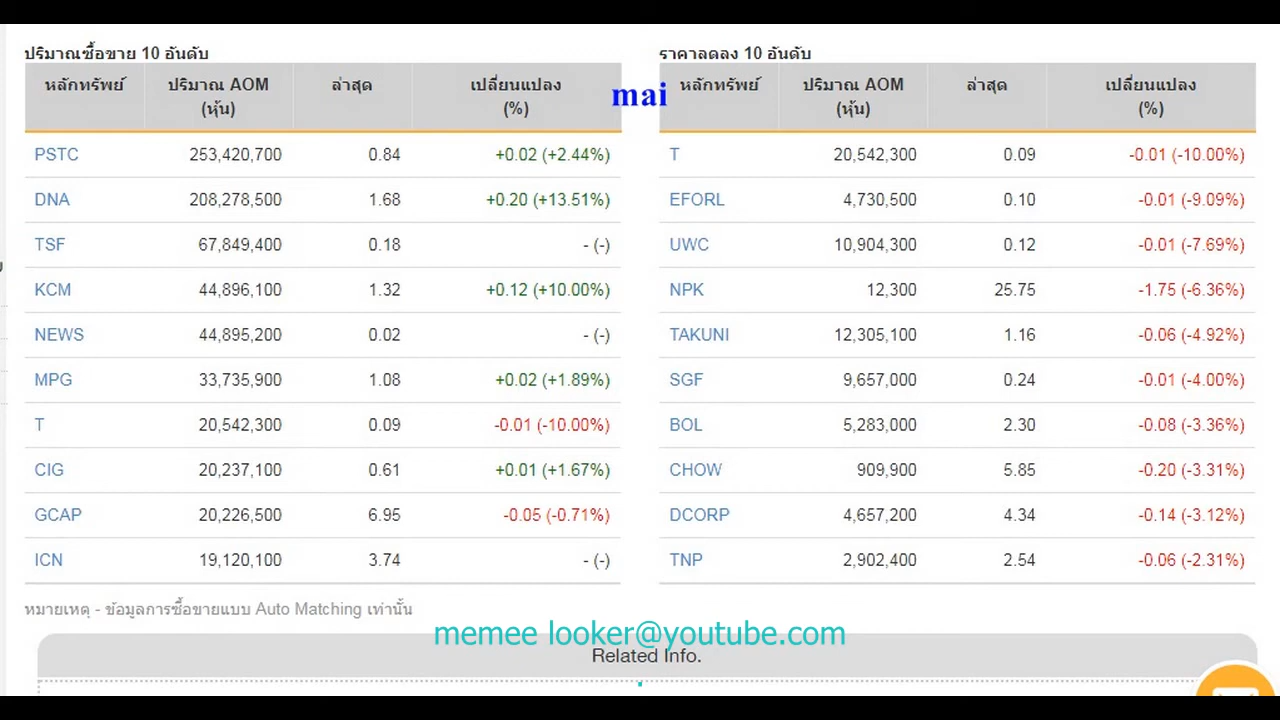 ปริมาณซื้อขาย 10 อันดับ
หลักทรัพย์ ปริมาณ AOM (หุ้น) ล่าสุด เปลี่ยนแปลง (%)
PSTC 253,420,700 0.84 +0.02 (+2.44%)
DNA 208,278,500 1.68 +0.20 (+13.51%)
TSF 67,849,400 0.18 - (-)
KCM 44,896,100 1.32 +0.12 (+10.00%)
NEWS 44,895,200 0.02 - (-)
MPG 33,735,900 1.08 +0.02 (+1.89%)
T 20,542,300 0.09 -0.01 (-10.00%)
CIG 20,237,100 0.61 +0.01 (+1.67%)
GCAP 20,226,500 6.95 -0.05 (-0.71%)
ICN 19,120,100 3.74 - (-)
mai
ราคาลดลง 10 อันดับ
หลักทรัพย์ ปริมาณ AOM (หุ้น) ล่าสุด เปลี่ยนแปลง (%)
T 20,542,300 0.09 -0.01 (-10.00%)
EFORL 4,730,500 0.10 -0.01 (-9.09%)
UWC 10,904,300 0.12 -0.01 (-7.69%)
NPK 12,300 25.75 -1.75 (-6.36%)
TAKUNI 12,305,100 1.16 -0.06 (-4.92%)
SGF 9,657,000 0.24 -0.01 (-4.00%)
BOL 5,283,000 2.30 -0.08 (-3.36%)
CHOW 909,900 5.85 -0.20 (-3.31%)
DCORP 4,657,200 4.34 -0.14 (-3.12%)
TNP 2,902,400 2.54 -0.06 (-2.31%)
หมายเหตุ - ข้อมูลการซื้อขายแบบ Auto Matching เท่านั้น
memee looker@youtube.com
Related Info.